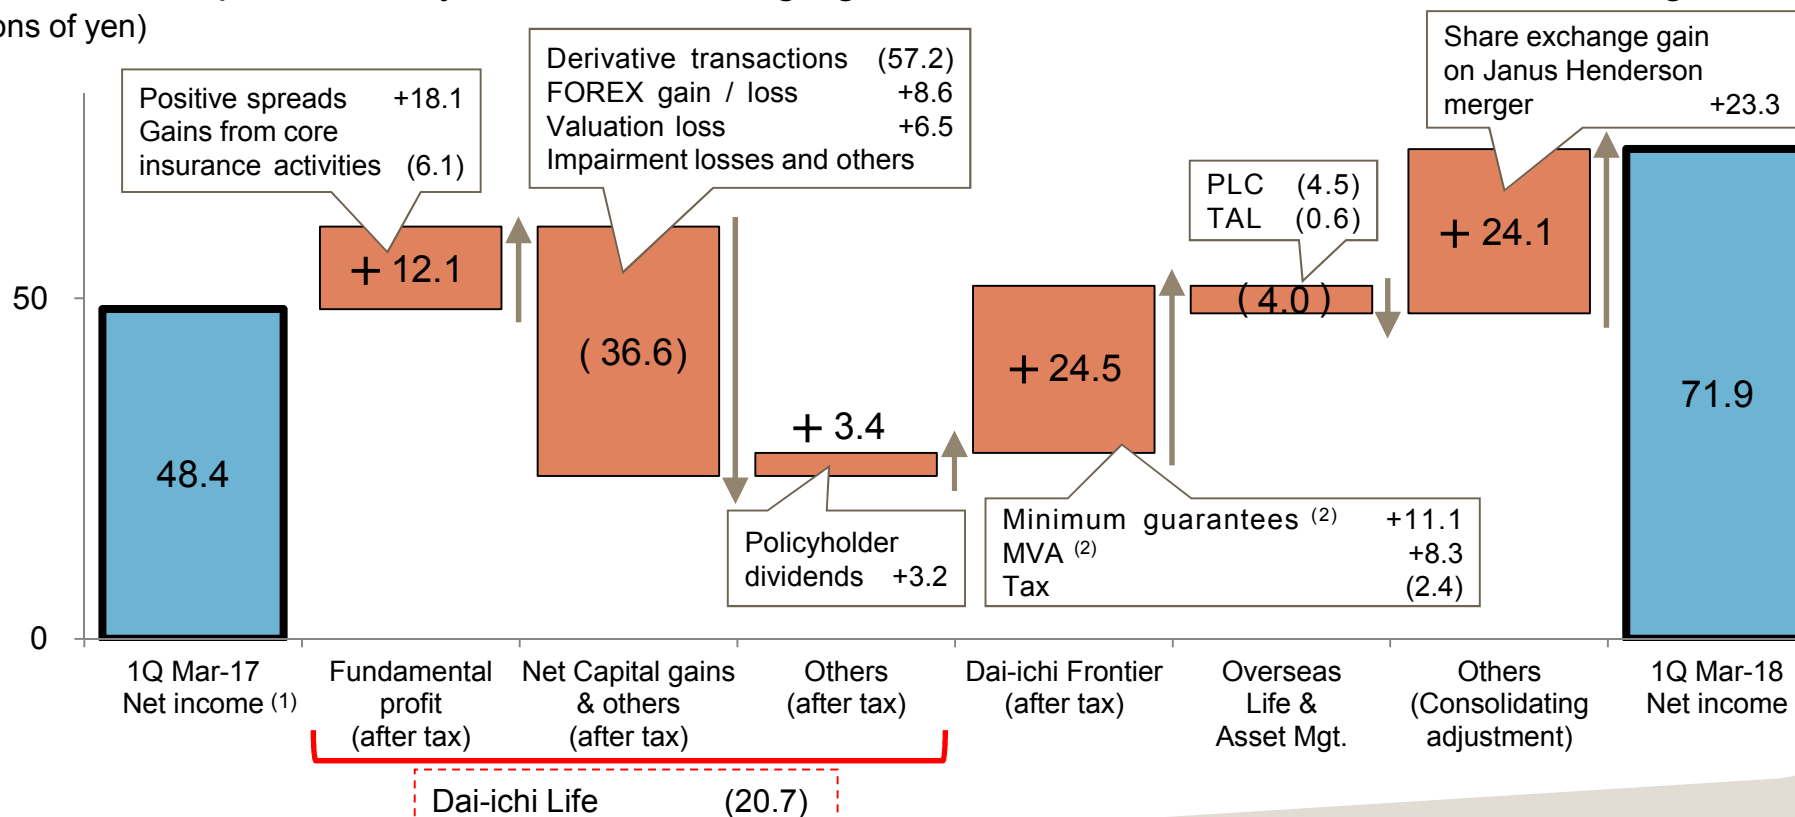 ons of yen)
Positive spreads +18.1
Gains from core
insurance activities (6.1)
Derivative transactions (57.2)
FOREX gain / loss +8.6
Valuation loss +6.5
Impairment losses and others
Share exchange gain
on Janus Henderson
merger +23.3
PLC (4.5)
TAL (0.6)
+ 12.1
+ 24.1
50
( 4.0 )
( 36.6)
+ 24.5
71.9
+ 3.4
48.4
Policyholder
dividends +3.2
Minimum guarantees (2) +11.1
MVA (2) +8.3
Tax (2.4)
0
1Q Mar-17
Net income (1)
Fundamental
profit
(after tax)
Net Capital gains
& others
(after tax)
Others
(after tax)
Dai-ichi Frontier
(after tax)
Overseas
Life &
Asset Mgt.
Others
(Consolidating
adjustment)
1Q Mar-18
Net income
Dai-ichi Life (20.7)